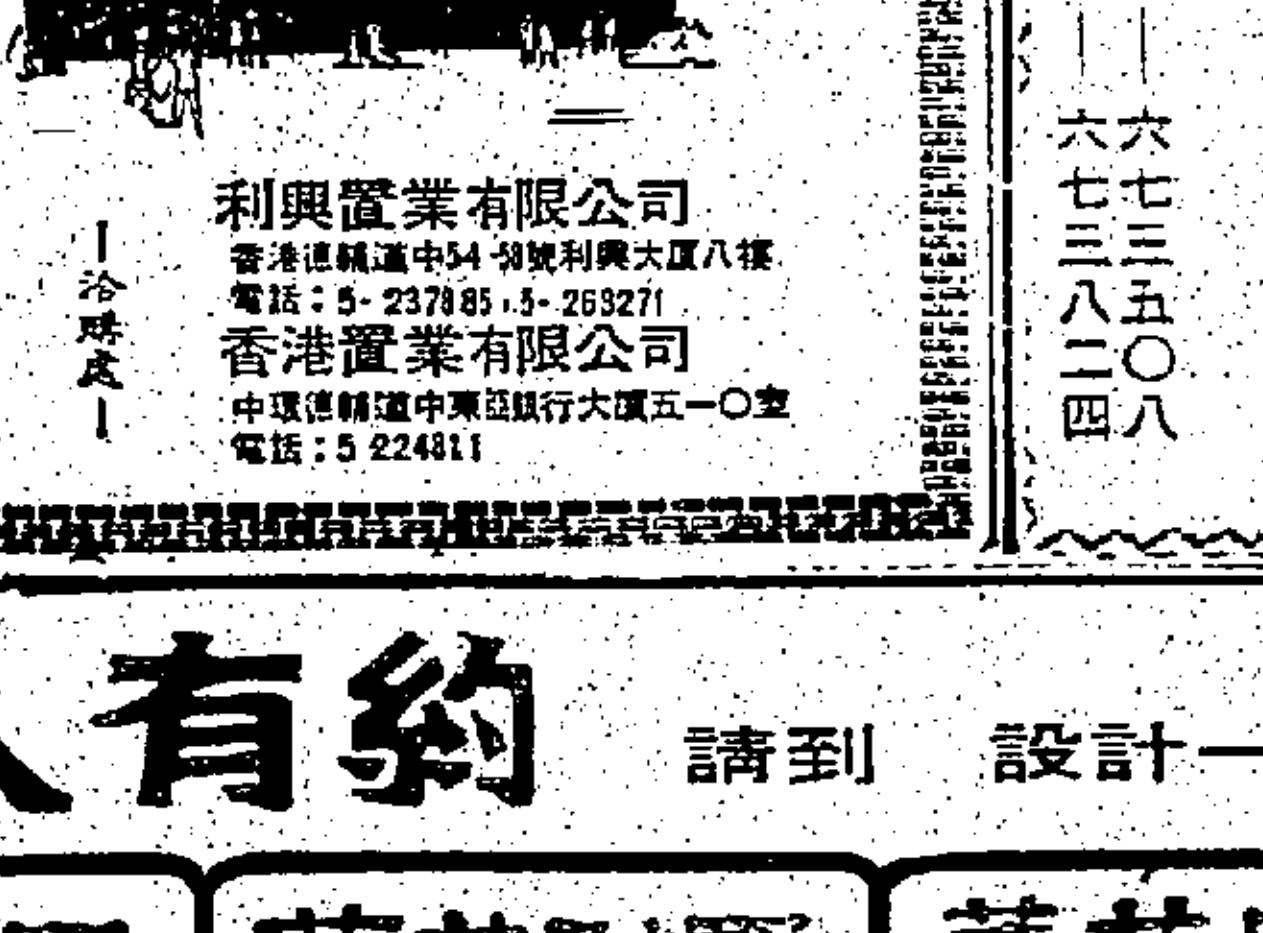 洽購處
利興置業有限公司
香港德輔道中54-58號利興大厦八樓
電話：5-237885，5-263271
香港置業有限公司
中環德輔道中東亞銀行大厦五一〇室
電話：5-224811
六七三五〇八
六七三八二四
有約 請到 設計一